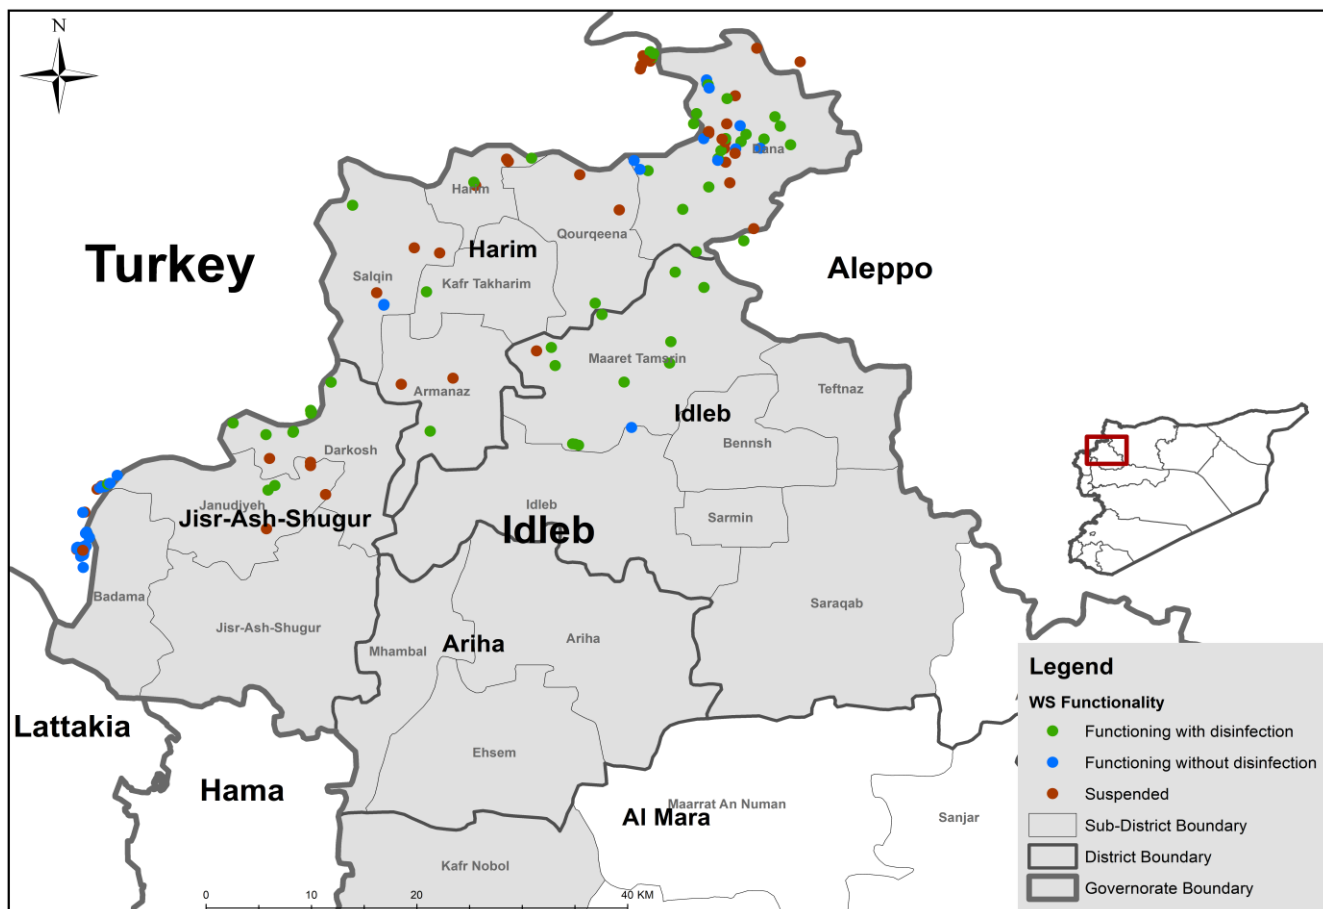 N
Dana
Harim
Turkey
Harim
Qourqeena
Aleppo
Salqin
Kafr Takharim
Maaret Tamsrin
Armanaz
Teftnaz
Idleb
Bennsh
Darkosh
Janudiyeh
Idleb
Jisr-Ash-Shugur
Idleb
Sarmin
Badama
Saraqab
Jisr-Ash-Shugur
Mhambal
Ariha
Ariha
Lattakia
Ehsem
Hama
Maarrat An Numan
Al Mara
Sanjar
Kafr Nobol
0 10 20 40 KM
Legend
WS Functionality
Functioning with disinfection
Functioning without disinfection
Suspended
Sub-District Boundary
District Boundary
Governorate Boundary